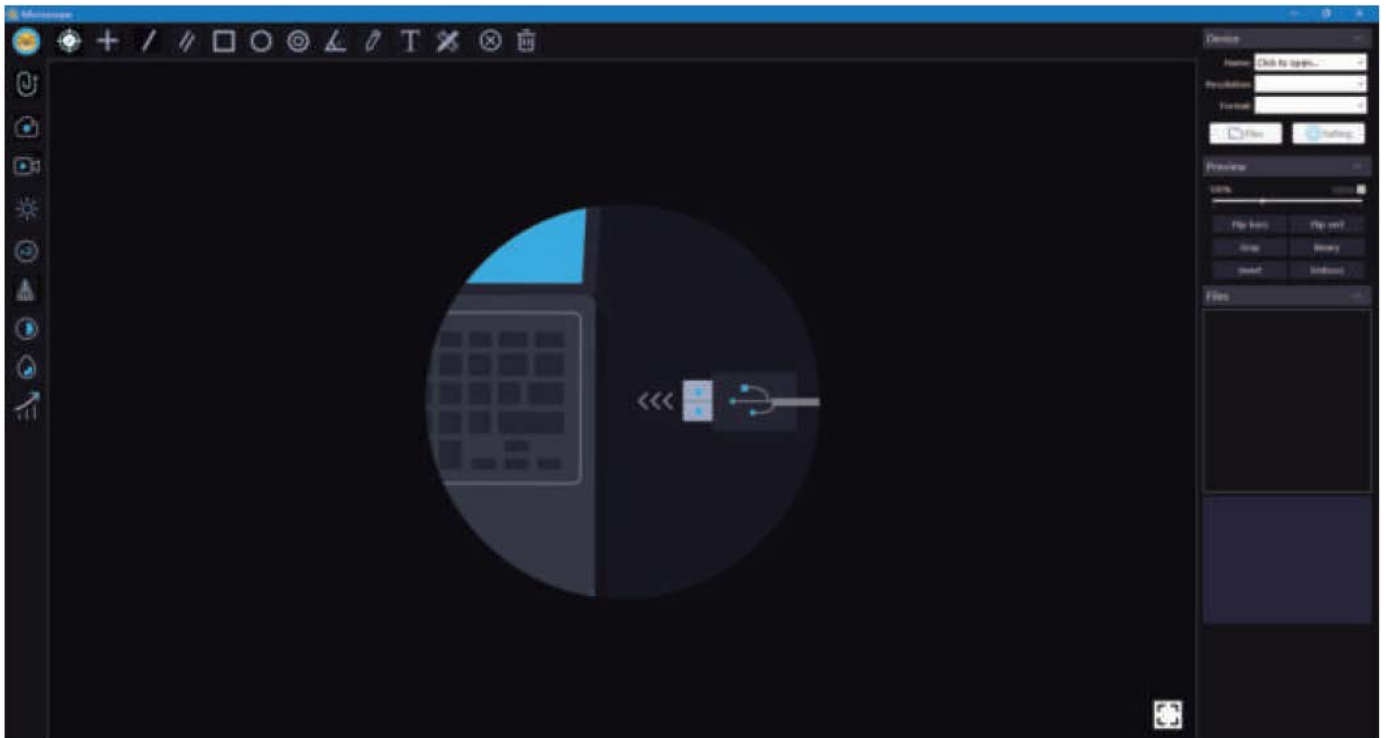 Microscope
T
Device
Name Click to open...
Resolution
Format
Files Setting
Preview
100%
Flip horz Flip vert
Gray Binary
Invert Emboss
Files